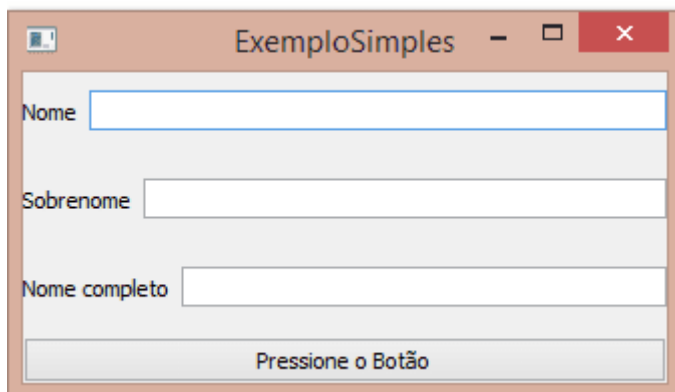 ExemploSimples
Nome
Sobrenome
Nome completo
Pressione o Botão